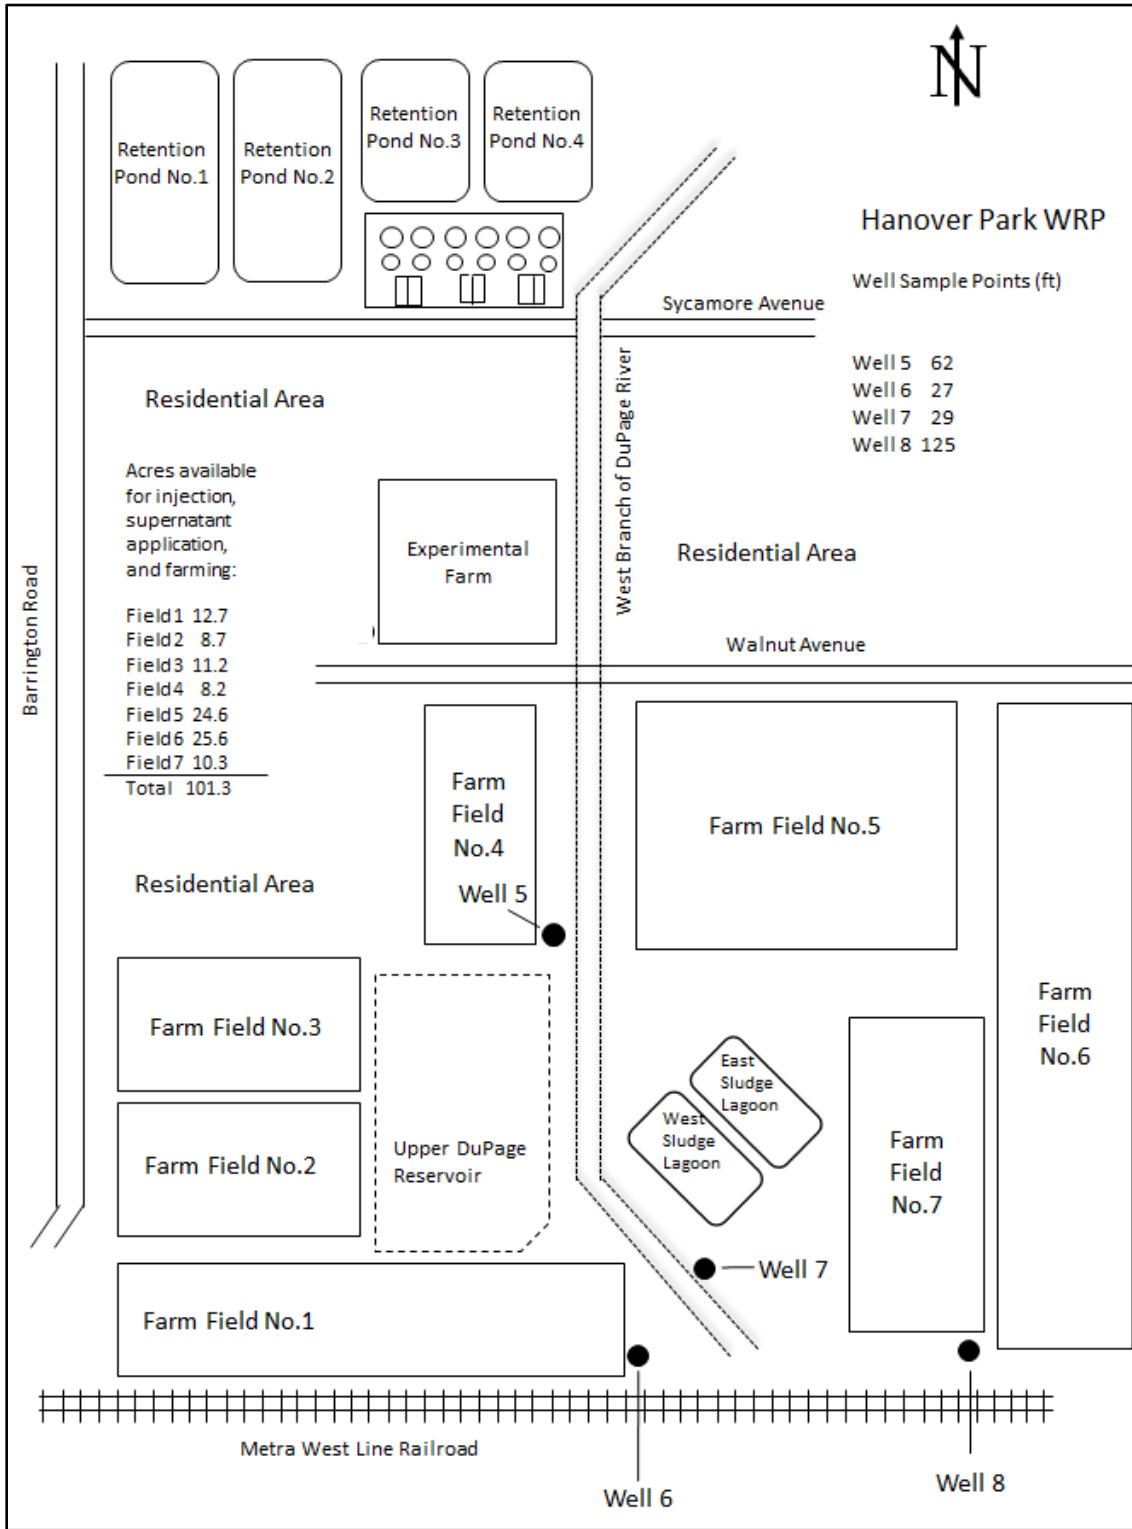 N
Retention
Pond No.1
Retention
Pond No.2
Retention
Pond No.3
Retention
Pond No.4
Hanover Park WRP
Well Sample Points (ft)
Sycamore Avenue
Well 5 62
Well 6 27
Well 7 29
Well 8 125
West Branch of DuPage River
Residential Area
Acres available
for injection,
supernatant
application,
and farming:
Field1 12.7
Field2 8.7
Field3 11.2
Field4 8.2
Field5 24.6
Field6 25.6
Field7 10.3
Total 101.3
Experimental
Farm
Residential Area
Barrington Road
Walnut Avenue
Farm
Field
No.4
Farm Field No.5
Residential Area
Well 5
Farm Field No.3
Farm
Field
No.6
East
Sludge
Lagoon
West
Sludge
Lagoon
Farm Field No.2
Upper DuPage
Reservoir
Farm
Field
No.7
Well 7
Farm Field No.1
Metra West Line Railroad
Well 6
Well 8